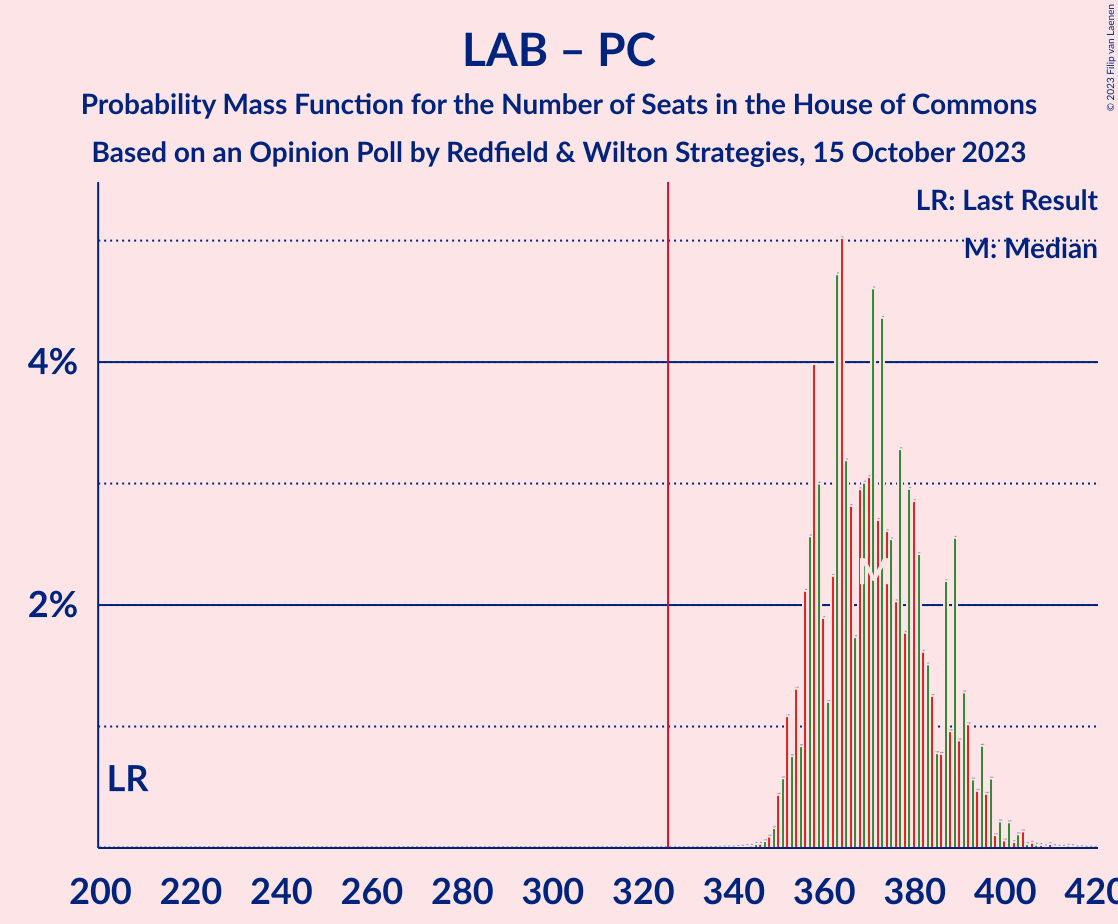 LAB – PC
Probability Mass Function for the Number of Seats in the House of Commons
Based on an Opinion Poll by Redfield & Wilton Strategies, 15 October 2023
© 2023 Filip van Laenen
LR: Last Result
M: Median
4%
2%
M
LR
200 220 240 260 280 300 320 340 360 380 400 420